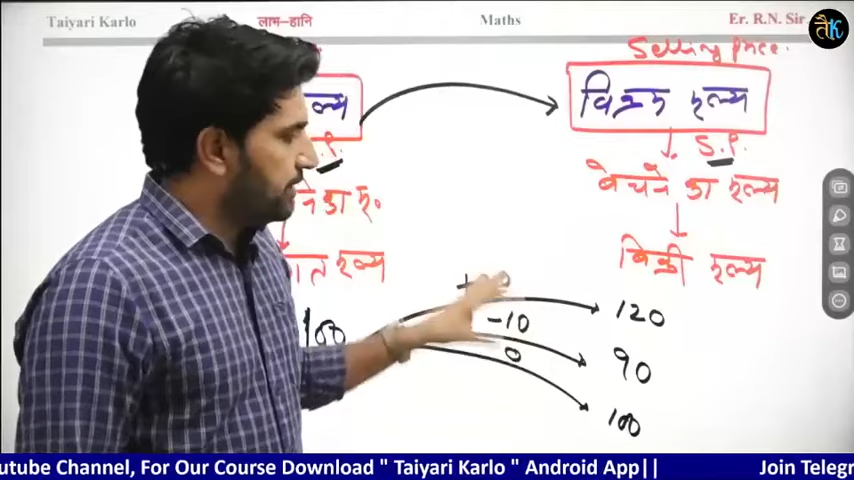 Taiyari Karlo लाभ-हानि Maths Er. R.N. Sir
तैK
Selling price.
विक्रय मूल्य
S.P.
बेचने का मूल्य
बिक्री मूल्य
मूल्य
100
-10
0
120
90
100
utube Channel, For Our Course Download " Taiyari Karlo " Android App|| Join Telegr